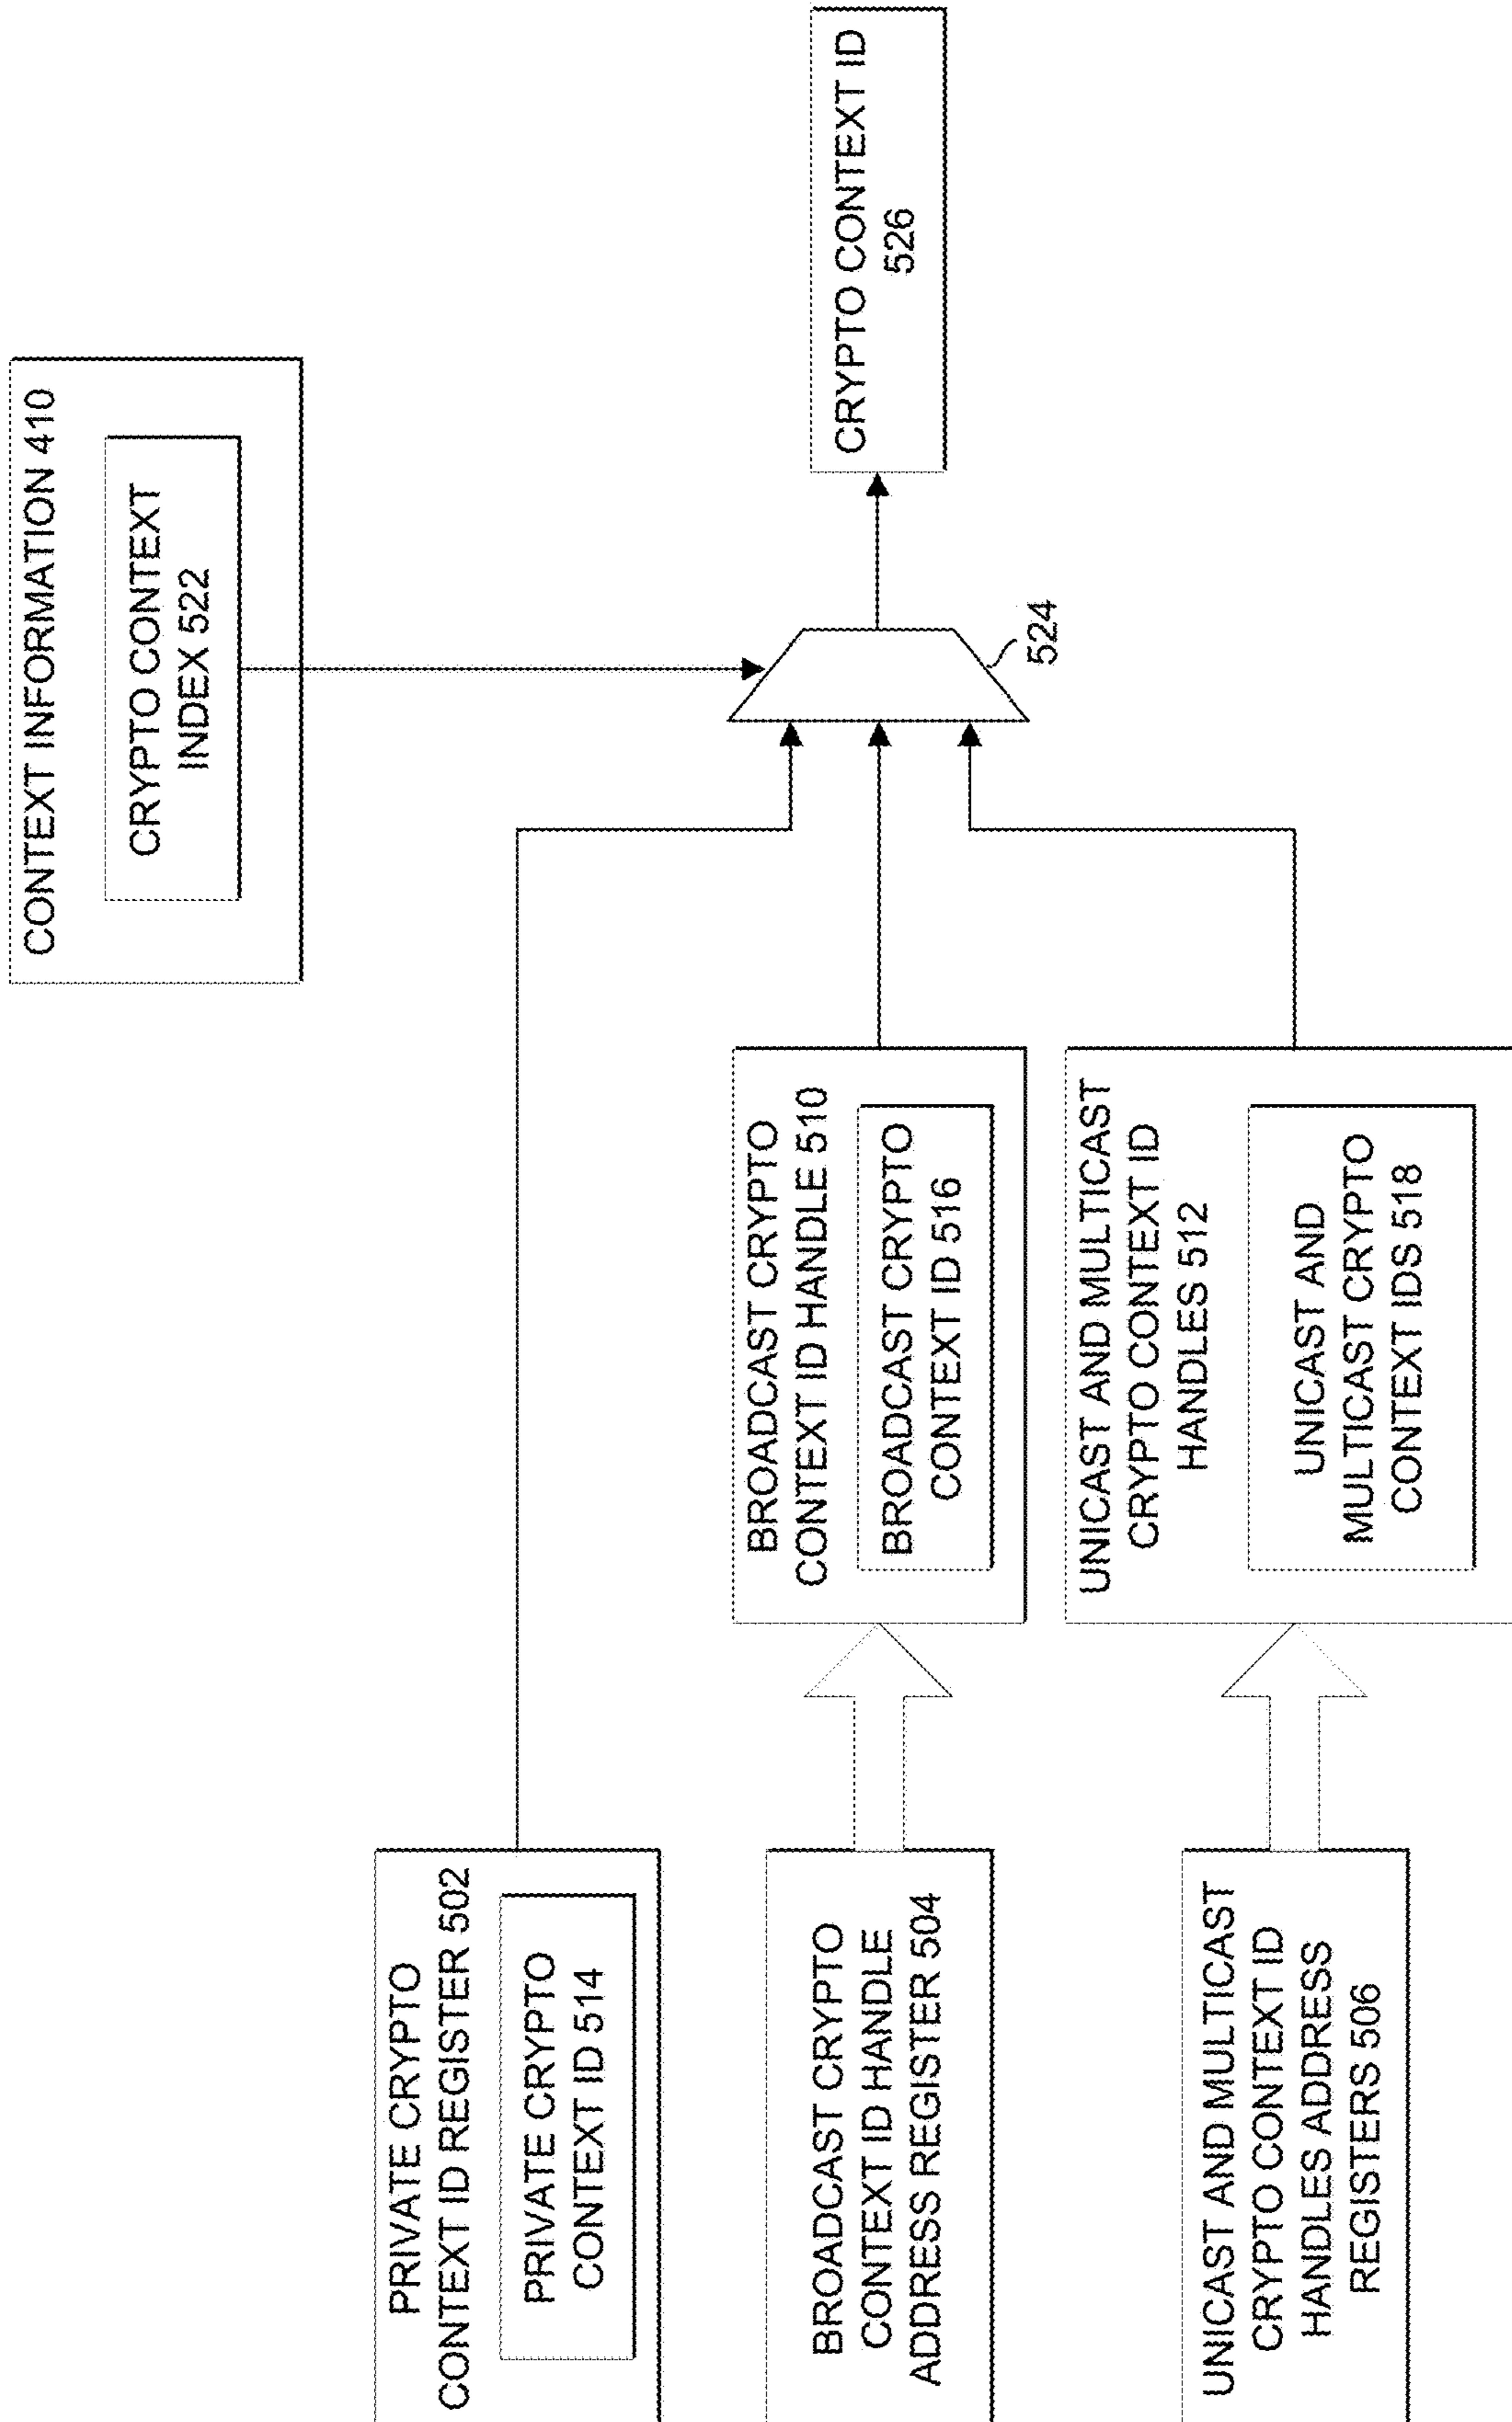 CONTEXT INFORMATION 410
CRYPTO CONTEXT
INDEX 522
PRIVATE CRYPTO
CONTEXT ID REGISTER 502
PRIVATE CRYPTO
CONTEXT ID 514
BROADCAST CRYPTO
CONTEXT ID HANDLE
ADDRESS REGISTER 504
BROADCAST CRYPTO
CONTEXT ID HANDLE 510
BROADCAST CRYPTO
CONTEXT ID 516
524
CRYPTO CONTEXT ID
526
UNICAST AND MULTICAST
CRYPTO CONTEXT ID
HANDLES ADDRESS
REGISTERS 506
UNICAST AND MULTICAST
CRYPTO CONTEXT ID
HANDLES 512
UNICAST AND
MULTICAST CRYPTO
CONTEXT IDS 518